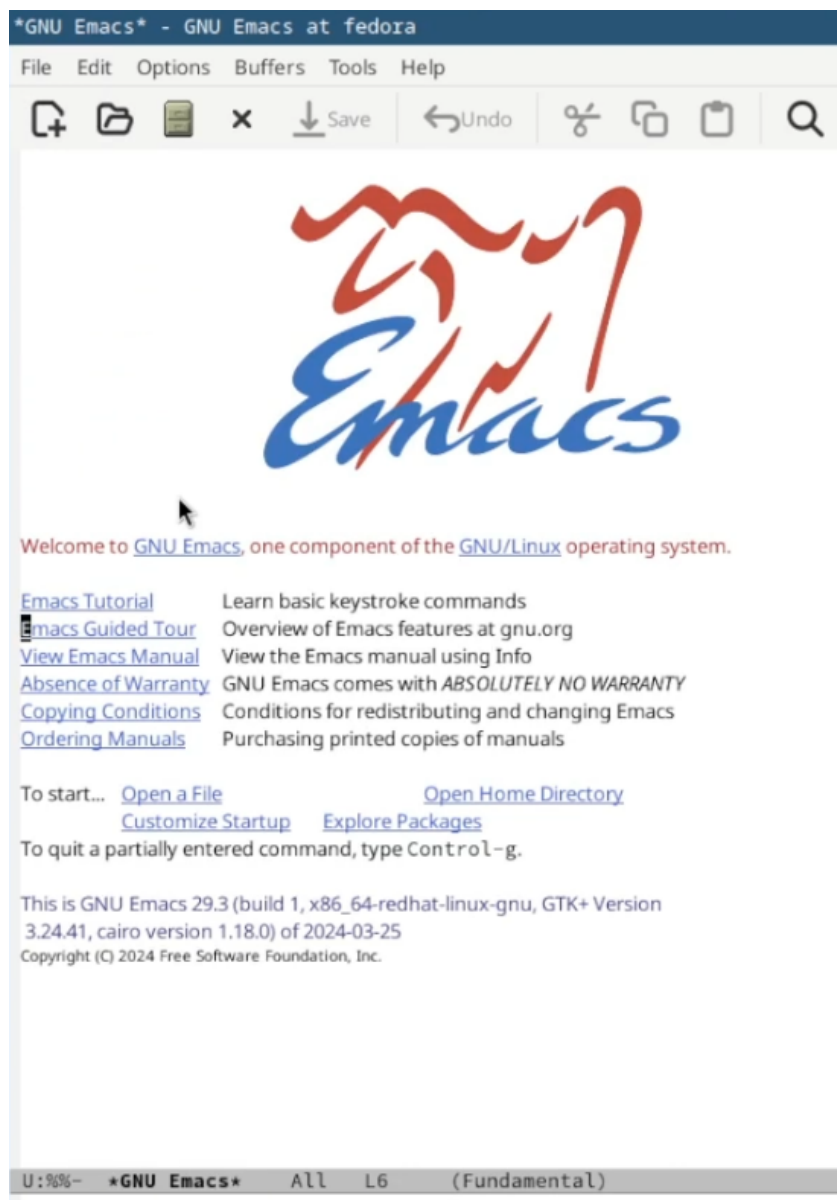 *GNU Emacs* - GNU Emacs at fedora
File Edit Options Buffers Tools Help
Save Undo
Emacs
Welcome to GNU Emacs, one component of the GNU/Linux operating system.
Emacs Tutorial Learn basic keystroke commands
Emacs Guided Tour Overview of Emacs features at gnu.org
View Emacs Manual View the Emacs manual using Info
Absence of Warranty GNU Emacs comes with ABSOLUTELY NO WARRANTY
Copying Conditions Conditions for redistributing and changing Emacs
Ordering Manuals Purchasing printed copies of manuals
To start... Open a File Open Home Directory
Customize Startup Explore Packages
To quit a partially entered command, type Control-g.
This is GNU Emacs 29.3 (build 1, x86_64-redhat-linux-gnu, GTK+ Version
3.24.41, cairo version 1.18.0) of 2024-03-25
Copyright (C) 2024 Free Software Foundation, Inc.
U:%%- *GNU Emacs* All L6 (Fundamental)